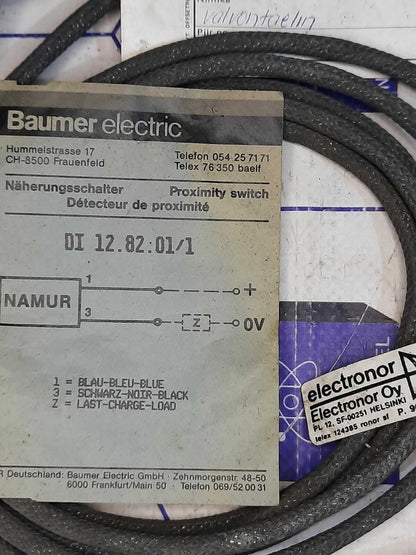 valvontaelin
Baumer electric
Hummelstrasse 17
CH-8500 Frauenfeld
Telefon 054 25 71 71
Telex 76 350 baelf
Näherungsschalter
Proximity switch
Détecteur de proximité
DI 12.82:01/1
NAMUR
1
+
3
Z
0V
1 = BLAU-BLEU-BLUE
3 = SCHWARZ-NOIR-BLACK
Z = LAST-CHARGE-LOAD
Deutschland: Baumer Electric GmbH · Zehnmorgenstr. 48-50
6000 Frankfurt/Main 50 · Telefon 069/52 00 31
electronor
Electronor Oy
PL 12, SF-00251 HELSINKI
telex 124385 ronor sf P. 9